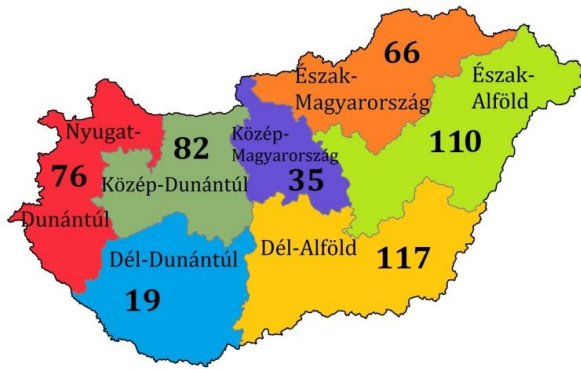 66
Észak-
Magyarország
Észak-
Alföld
110
Nyugat-
76
Dunántúl
82
Közép-Dunántúl
Közép-
Magyarország
35
Dél-Dunántúl
19
Dél-Alföld
117